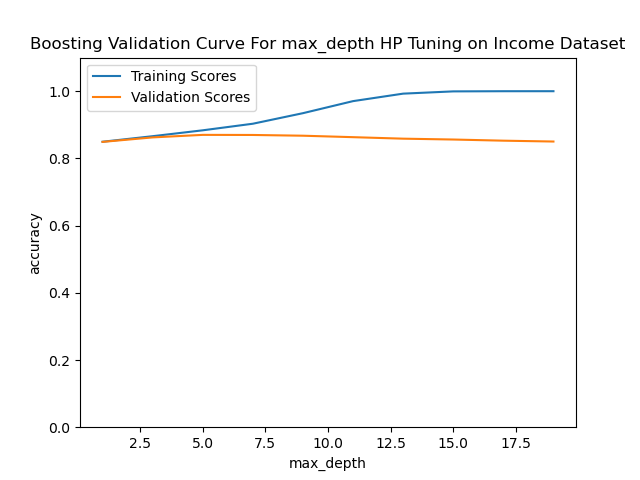 Boosting Validation Curve For max_depth HP Tuning on Income Dataset
Training Scores
Validation Scores
1.0
0.8
0.6
0.4
0.2
0.0
accuracy
2.5 5.0 7.5 10.0 12.5 15.0 17.5
max_depth